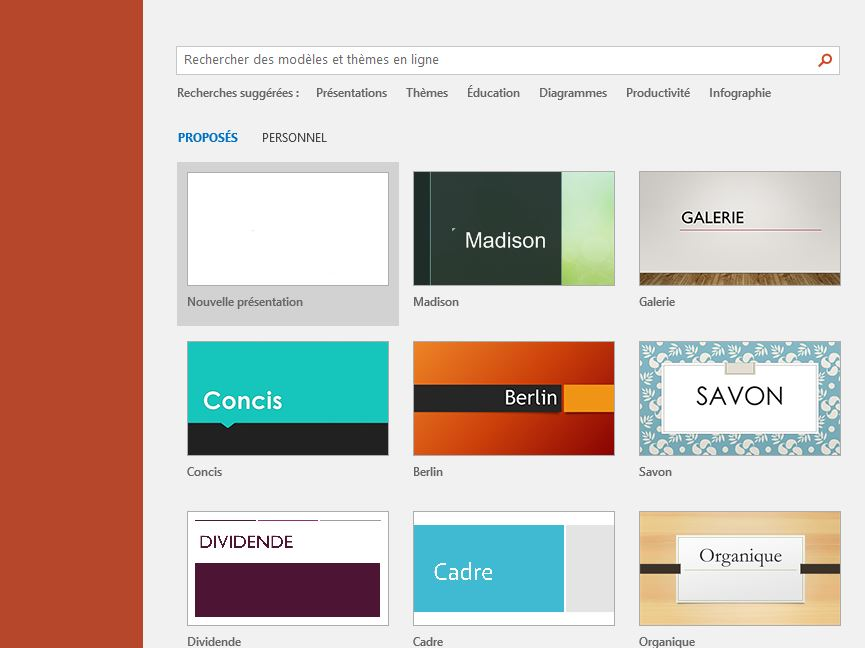 Rechercher des modèles et thèmes en ligne
Recherches suggérées : Présentations Thèmes Éducation Diagrammes Productivité Infographie
PROPOSÉS PERSONNEL
Madison
GALERIE
Nouvelle présentation Madison Galerie
Concis
Berlin
SAVON
Concis Berlin Savon
DIVIDENDE
Cadre
Organique
Dividende Cadre Organique